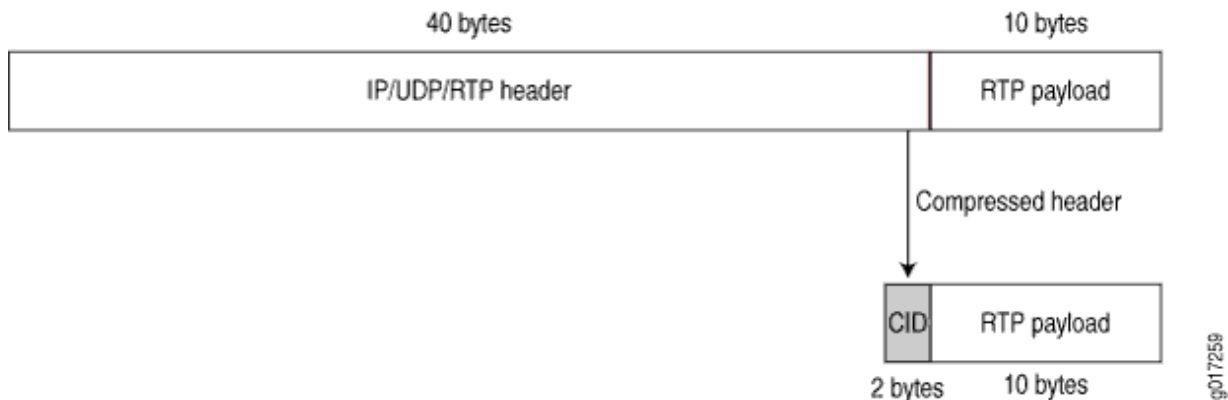 40 bytes
10 bytes
IP/UDP/RTP header
RTP payload
Compressed header
CID
RTP payload
2 bytes
10 bytes
g017259